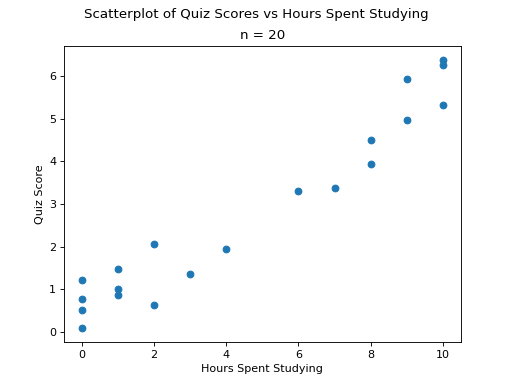 Scatterplot of Quiz Scores vs Hours Spent Studying
n = 20
6
5
4
3
2
1
0
Quiz Score
0 2 4 6 8 10
Hours Spent Studying